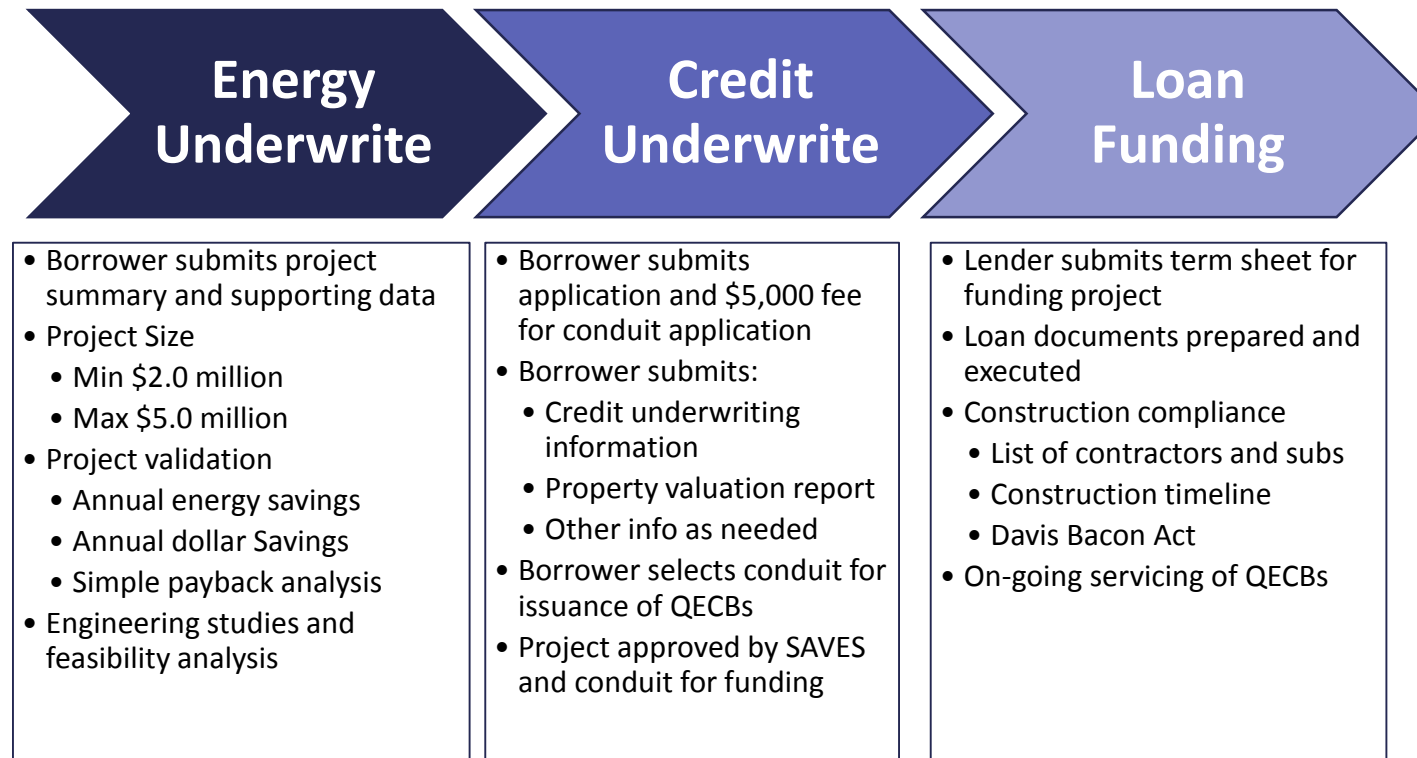 Energy
Underwrite
Credit
Underwrite
Loan
Funding
• Borrower submits project
summary and supporting data
• Project Size
• Min $2.0 million
• Max $5.0 million
• Project validation
• Annual energy savings
• Annual dollar Savings
• Simple payback analysis
• Engineering studies and
feasibility analysis
• Borrower submits
application and $5,000 fee
for conduit application
• Borrower submits:
• Credit underwriting
information
• Property valuation report
• Other info as needed
• Borrower selects conduit for
issuance of QECBs
• Project approved by SAVES
and conduit for funding
• Lender submits term sheet for
funding project
• Loan documents prepared and
executed
• Construction compliance
• List of contractors and subs
• Construction timeline
• Davis Bacon Act
• On-going servicing of QECBs